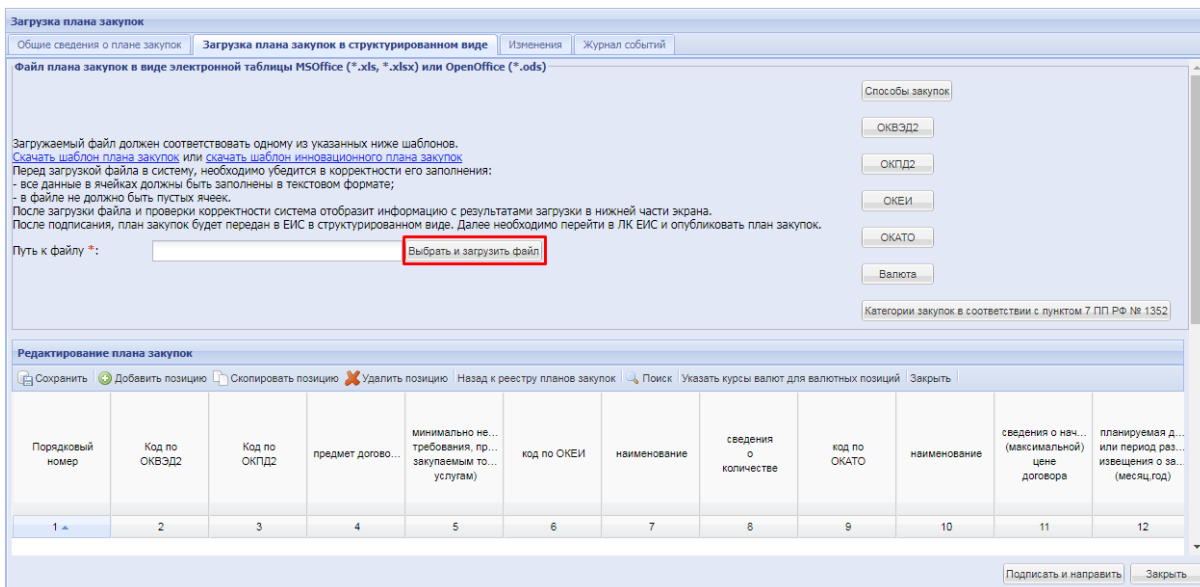 Загрузка плана закупок
Общие сведения о плане закупок Загрузка плана закупок в структурированном виде Изменения Журнал событий
Файл плана закупок в виде электронной таблицы MSOffice (*.xls, *.xlsx) или OpenOffice (*.ods)
Способы закупок
ОКВЭД2
ОКПД2
ОКЕИ
ОКАТО
Валюта
Категории закупок в соответствии с пунктом 7 ПП РФ № 1352
Загружаемый файл должен соответствовать одному из указанных ниже шаблонов.
Скачать шаблон плана закупок или скачать шаблон инновационного плана закупок
Перед загрузкой файла в систему, необходимо убедится в корректности его заполнения:
- все данные в ячейках должны быть заполнены в текстовом формате;
- в файле не должно быть пустых ячеек.
После загрузки файла и проверки корректности система отобразит информацию с результатами загрузки в нижней части экрана.
После подписания, план закупок будет передан в ЕИС в структурированном виде. Далее необходимо перейти в ЛК ЕИС и опубликовать план закупок.
Путь к файлу *: Выбрать и загрузить файл
Редактирование плана закупок
Сохранить Добавить позицию Скопировать позицию Удалить позицию Назад к реестру планов закупок Поиск Указать курсы валют для валютных позиций Закрыть
Порядковый
номер
Код по
ОКВЭД2
Код по
ОКПД2
предмет догово...
минимально не...
требования, пр...
закупаемым то...
услугам)
код по ОКЕИ
наименование
сведения
о
количестве
код по
ОКАТО
наименование
сведения о нач...
(максимальной)
цене
договора
планируемая д...
или период раз...
извещения о за...
(месяц,год)
1 2 3 4 5 6 7 8 9 10 11 12
Подписать и направить Закрыть